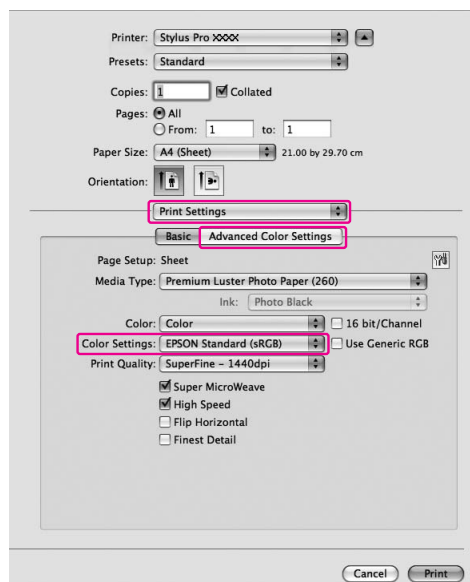 Printer: Stylus Pro XXXX
Presets: Standard
Copies: 1 Collated
Pages: All
From: 1 to: 1
Paper Size: A4 (Sheet) 21.00 by 29.70 cm
Orientation:
Print Settings
Basic Advanced Color Settings
Page Setup: Sheet
Media Type: Premium Luster Photo Paper (260)
Ink: Photo Black
Color: Color 16 bit/Channel
Color Settings: EPSON Standard (sRGB) Use Generic RGB
Print Quality: SuperFine - 1440dpi
Super MicroWeave
High Speed
Flip Horizontal
Finest Detail
Cancel Print